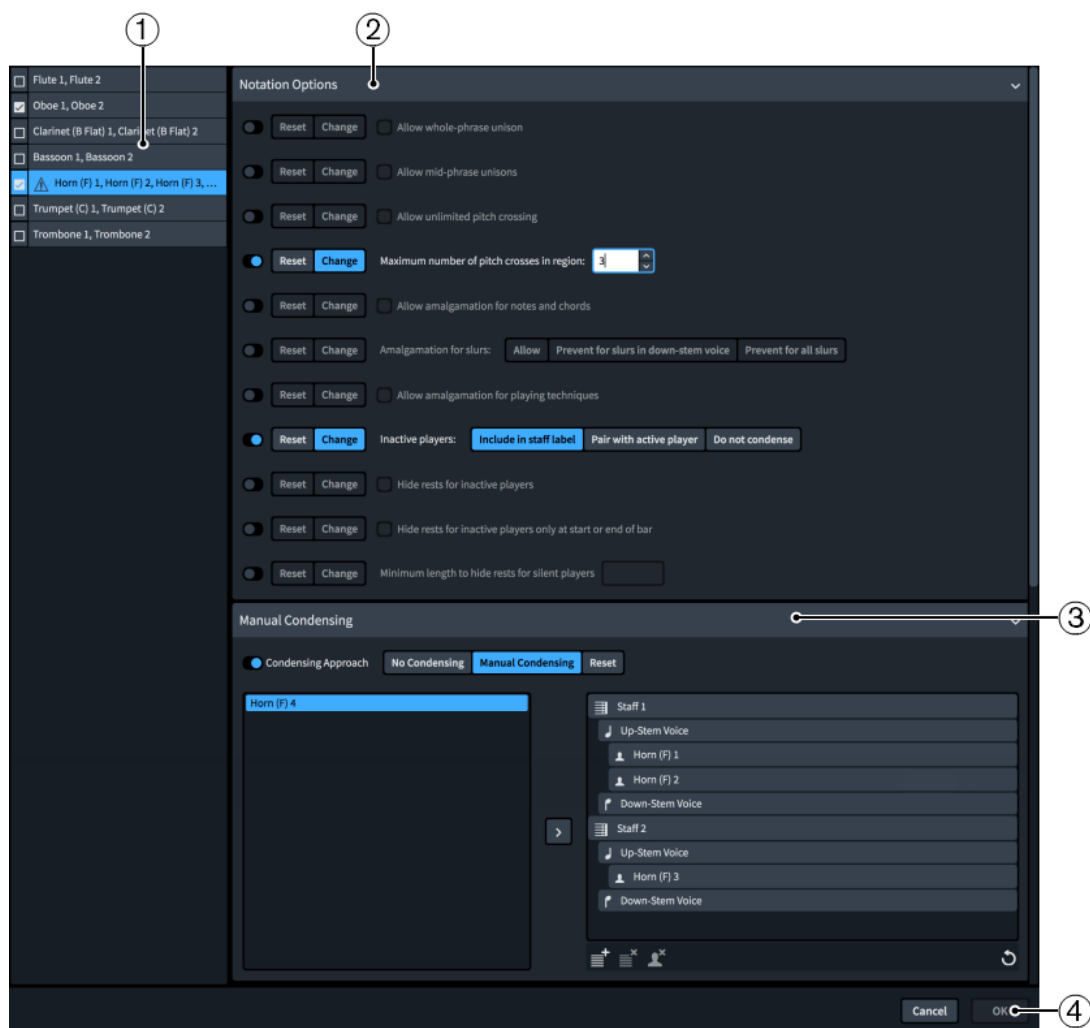 1
2
Flute 1, Flute 2
Oboe 1, Oboe 2
Clarinet (B Flat) 1, Clarinet (B Flat) 2
Bassoon 1, Bassoon 2
Horn (F) 1, Horn (F) 2, Horn (F) 3, ...
Trumpet (C) 1, Trumpet (C) 2
Trombone 1, Trombone 2
Notation Options
Reset Change Allow whole-phrase unison
Reset Change Allow mid-phrase unisons
Reset Change Allow unlimited pitch crossing
Reset Change Maximum number of pitch crosses in region: 3
Reset Change Allow amalgamation for notes and chords
Reset Change Amalgamation for slurs: Allow Prevent for slurs in down-stem voice Prevent for all slurs
Reset Change Allow amalgamation for playing techniques
Reset Change Inactive players: Include in staff label Pair with active player Do not condense
Reset Change Hide rests for inactive players
Reset Change Hide rests for inactive players only at start or end of bar
Reset Change Minimum length to hide rests for silent players
Manual Condensing
3
Condensing Approach No Condensing Manual Condensing Reset
Horn (F) 4
Staff 1
Up-Stem Voice
Horn (F) 1
Horn (F) 2
Down-Stem Voice
Staff 2
Up-Stem Voice
Horn (F) 3
Down-Stem Voice
Cancel OK
4